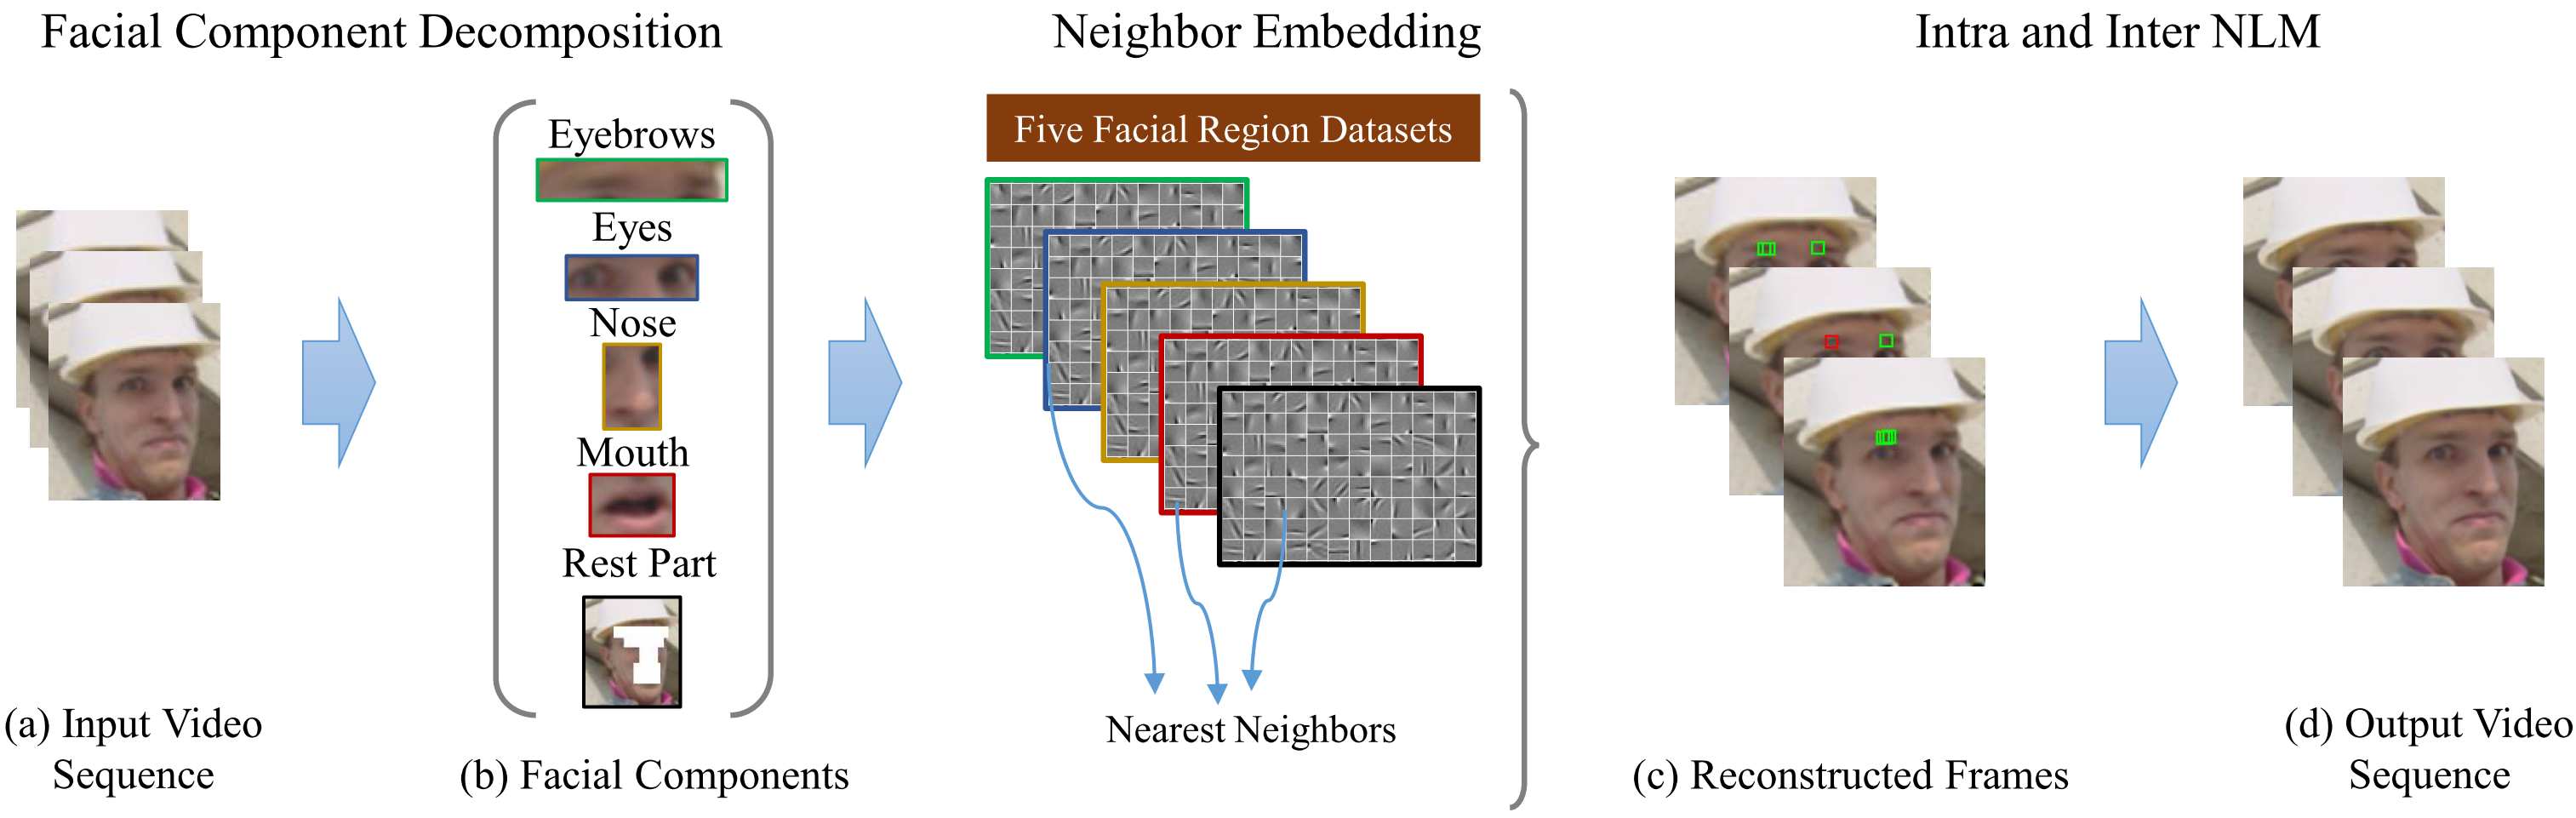 Facial Component Decomposition
Neighbor Embedding
Intra and Inter NLM
Eyebrows
Eyes
Nose
Mouth
Rest Part
Five Facial Region Datasets
Nearest Neighbors
(a) Input Video
Sequence
(b) Facial Components
(c) Reconstructed Frames
(d) Output Video
Sequence